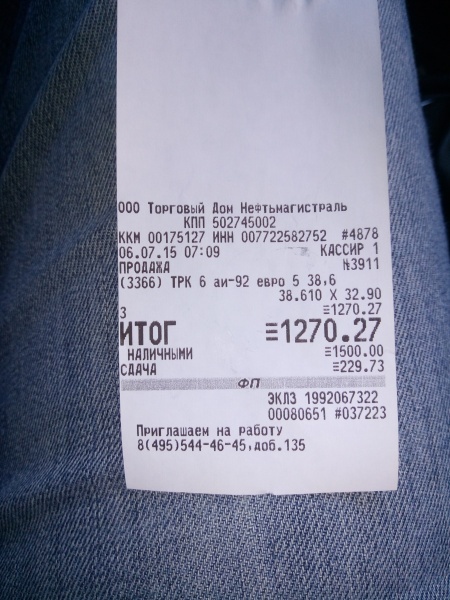 ООО Торговый Дом Нефтьмагистраль
КПП 502745002
ККМ 00175127 ИНН 007722582752 #4878
06.07.15 07:09 КАССИР 1
ПРОДАЖА №3911
(3366) ТРК 6 аи-92 евро 5 38,6
38.610 X 32.90
3 ≡1270.27
ИТОГ ≡1270.27
НАЛИЧНЫМИ ≡1500.00
СДАЧА ≡229.73
ФП
ЭКЛЗ 1992067322
00080651 #037223
Приглашаем на работу
8(495)544-46-45,доб.135